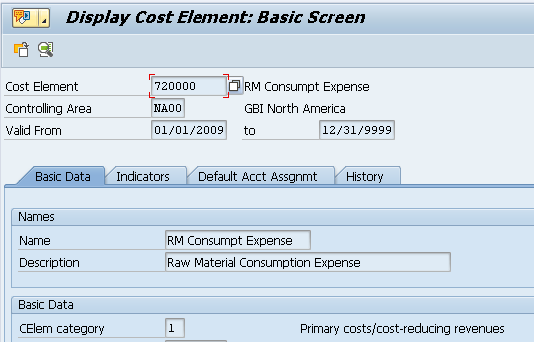 Display Cost Element: Basic Screen
Cost Element 720000 RM Consumpt Expense
Controlling Area NA00 GBI North America
Valid From 01/01/2009 to 12/31/9999
Basic Data Indicators Default Acct Assgnmt History
Names
Name RM Consumpt Expense
Description Raw Material Consumption Expense
Basic Data
CElem category 1 Primary costs/cost-reducing revenues